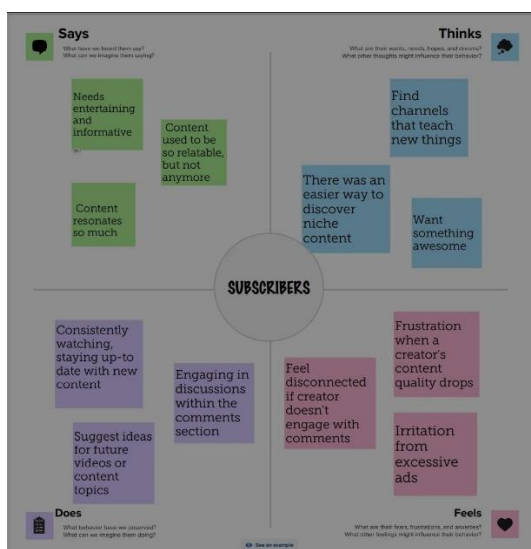 Says
What have we heard them say?
What can we imagine them saying?
Needs
entertaining
and
informative
Content
used to be
so relatable,
but not
anymore
Content
resonates
so much
Thinks
What are their wants, needs, hopes, and dreams?
What other thoughts might influence their behavior?
Find
channels
that teach
new things
There was an
easier way to
discover
niche
content
Want
something
awesome
SUBSCRIBERS
Consistently
watching,
staying up-to
date with new
content
Engaging in
discussions
within the
comments
section
Suggest ideas
for future
videos or
content
topics
Does
What behavior have we observed?
What can we imagine them doing?
Frustration
when a
creator's
content
quality drops
Feel
disconnected
if creator
doesn't
engage with
comments
Irritation
from
excessive
ads
Feels
What are their fears, frustrations, and anxieties?
What other feelings might influence their behavior?
See an example